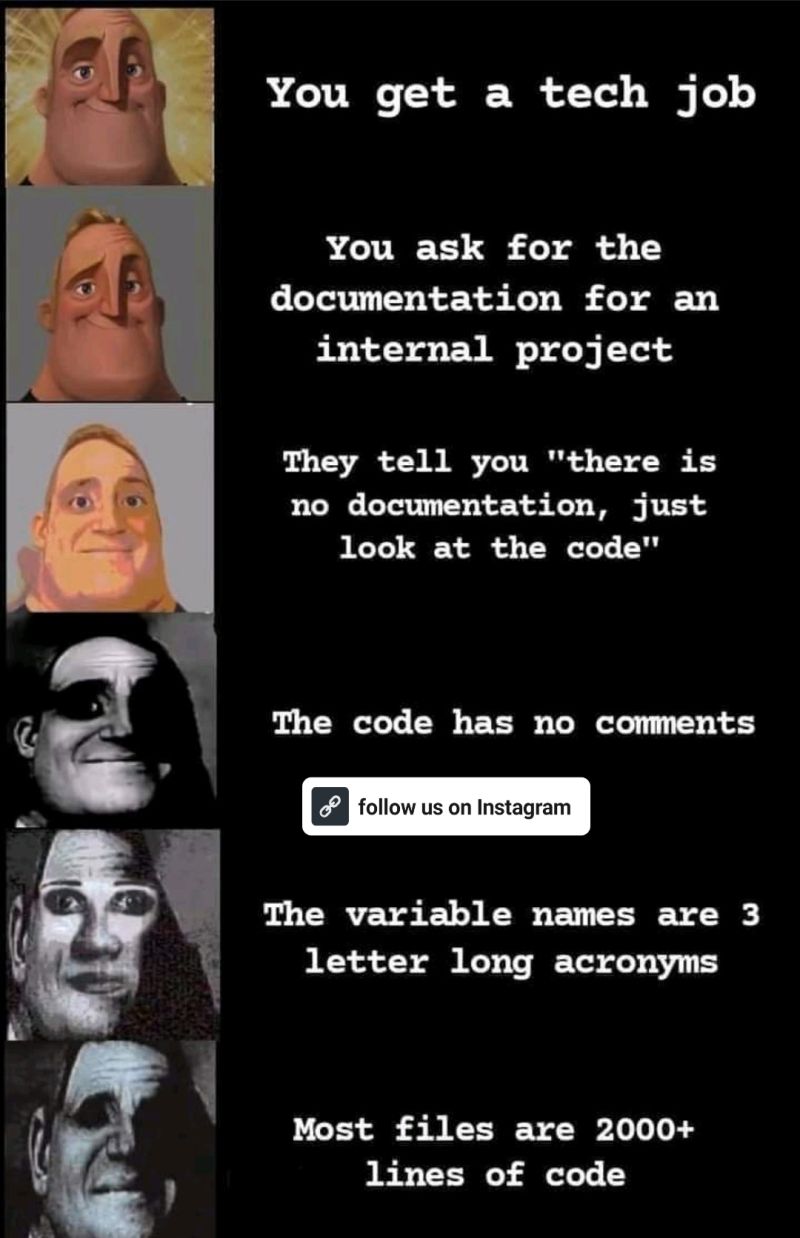 You get a tech job
You ask for the
documentation for an
internal project
They tell you "there is
no documentation, just
look at the code"
The code has no comments
follow us on Instagram
The variable names are 3
letter long acronyms
Most files are 2000+
lines of code